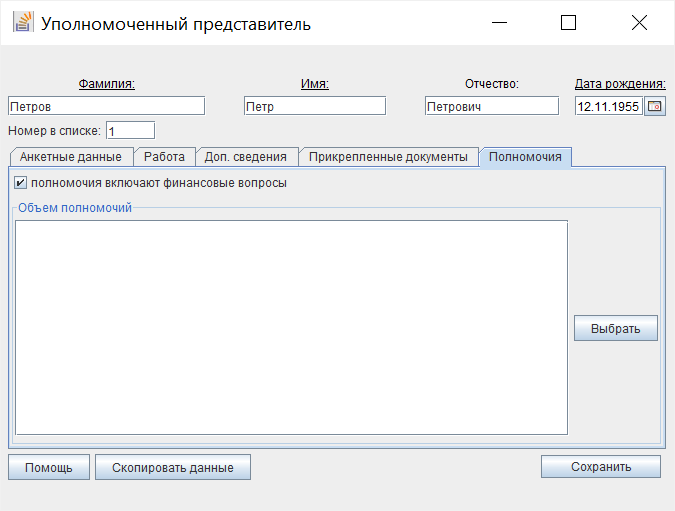 Уполномоченный представитель
Фамилия: Имя: Отчество: Дата рождения:
Петров Петр Петрович 12.11.1955
Номер в списке: 1
Анкетные данные Работа Доп. сведения Прикрепленные документы Полномочия
полномочия включают финансовые вопросы
Объем полномочий
Выбрать
Помощь Скопировать данные Сохранить